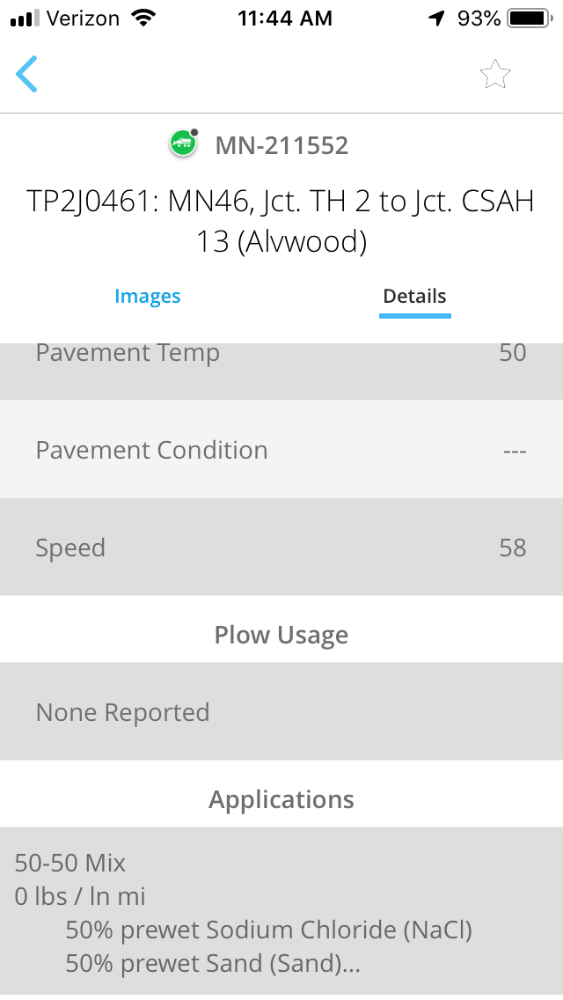 Verizon 11:44 AM 93%
MN-211552
TP2J0461: MN46, Jct. TH 2 to Jct. CSAH
13 (Alvwood)
Images Details
Pavement Temp 50
Pavement Condition ---
Speed 58
Plow Usage
None Reported
Applications
50-50 Mix
0 lbs / ln mi
50% prewet Sodium Chloride (NaCl)
50% prewet Sand (Sand)...